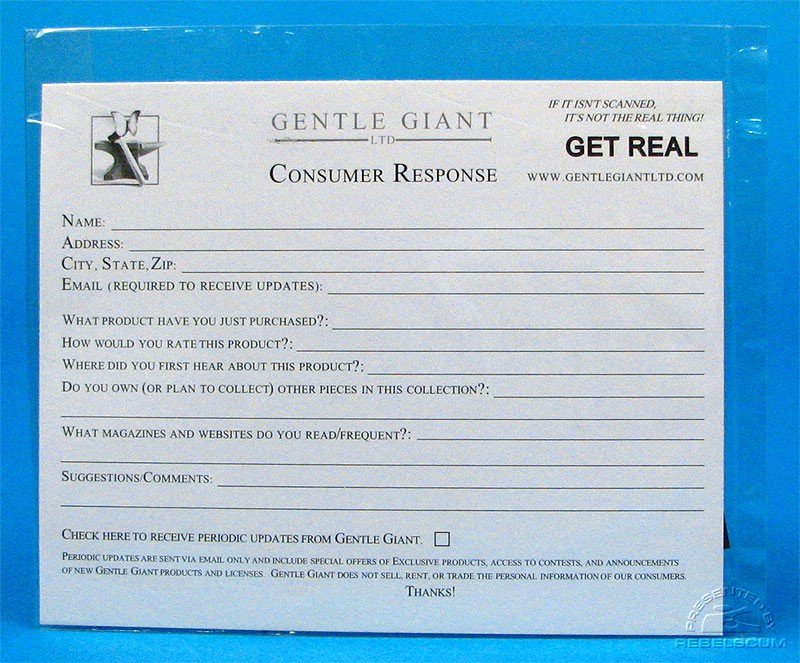 IF IT ISN'T SCANNED,
IT'S NOT THE REAL THING!
GENTLE GIANT
LTD
GET REAL
CONSUMER RESPONSE
WWW.GENTLEGIANTLTD.COM
NAME:
ADDRESS:
CITY, STATE, ZIP:
EMAIL (REQUIRED TO RECEIVE UPDATES):
WHAT PRODUCT HAVE YOU JUST PURCHASED?:
HOW WOULD YOU RATE THIS PRODUCT?:
WHERE DID YOU FIRST HEAR ABOUT THIS PRODUCT?:
DO YOU OWN (OR PLAN TO COLLECT) OTHER PIECES IN THIS COLLECTION?:
WHAT MAGAZINES AND WEBSITES DO YOU READ/FREQUENT?:
SUGGESTIONS/COMMENTS:
CHECK HERE TO RECEIVE PERIODIC UPDATES FROM GENTLE GIANT.
PERIODIC UPDATES ARE SENT VIA EMAIL ONLY AND INCLUDE SPECIAL OFFERS OF EXCLUSIVE PRODUCTS, ACCESS TO CONTESTS, AND ANNOUNCEMENTS
OF NEW GENTLE GIANT PRODUCTS AND LICENSES. GENTLE GIANT DOES NOT SELL, RENT, OR TRADE THE PERSONAL INFORMATION OF OUR CONSUMERS.
THANKS!
PRESENTED BY
REBELSCUM